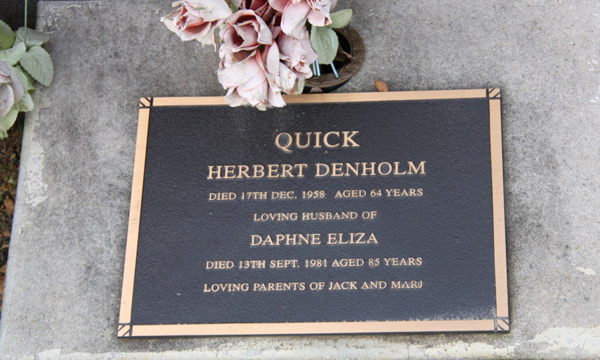 QUICK
HERBERT DENHOLM
DIED 17TH DEC. 1958 AGED 64 YEARS
LOVING HUSBAND OF
DAPHNE ELIZA
DIED 13TH SEPT. 1981 AGED 85 YEARS
LOVING PARENTS OF JACK AND MARJ